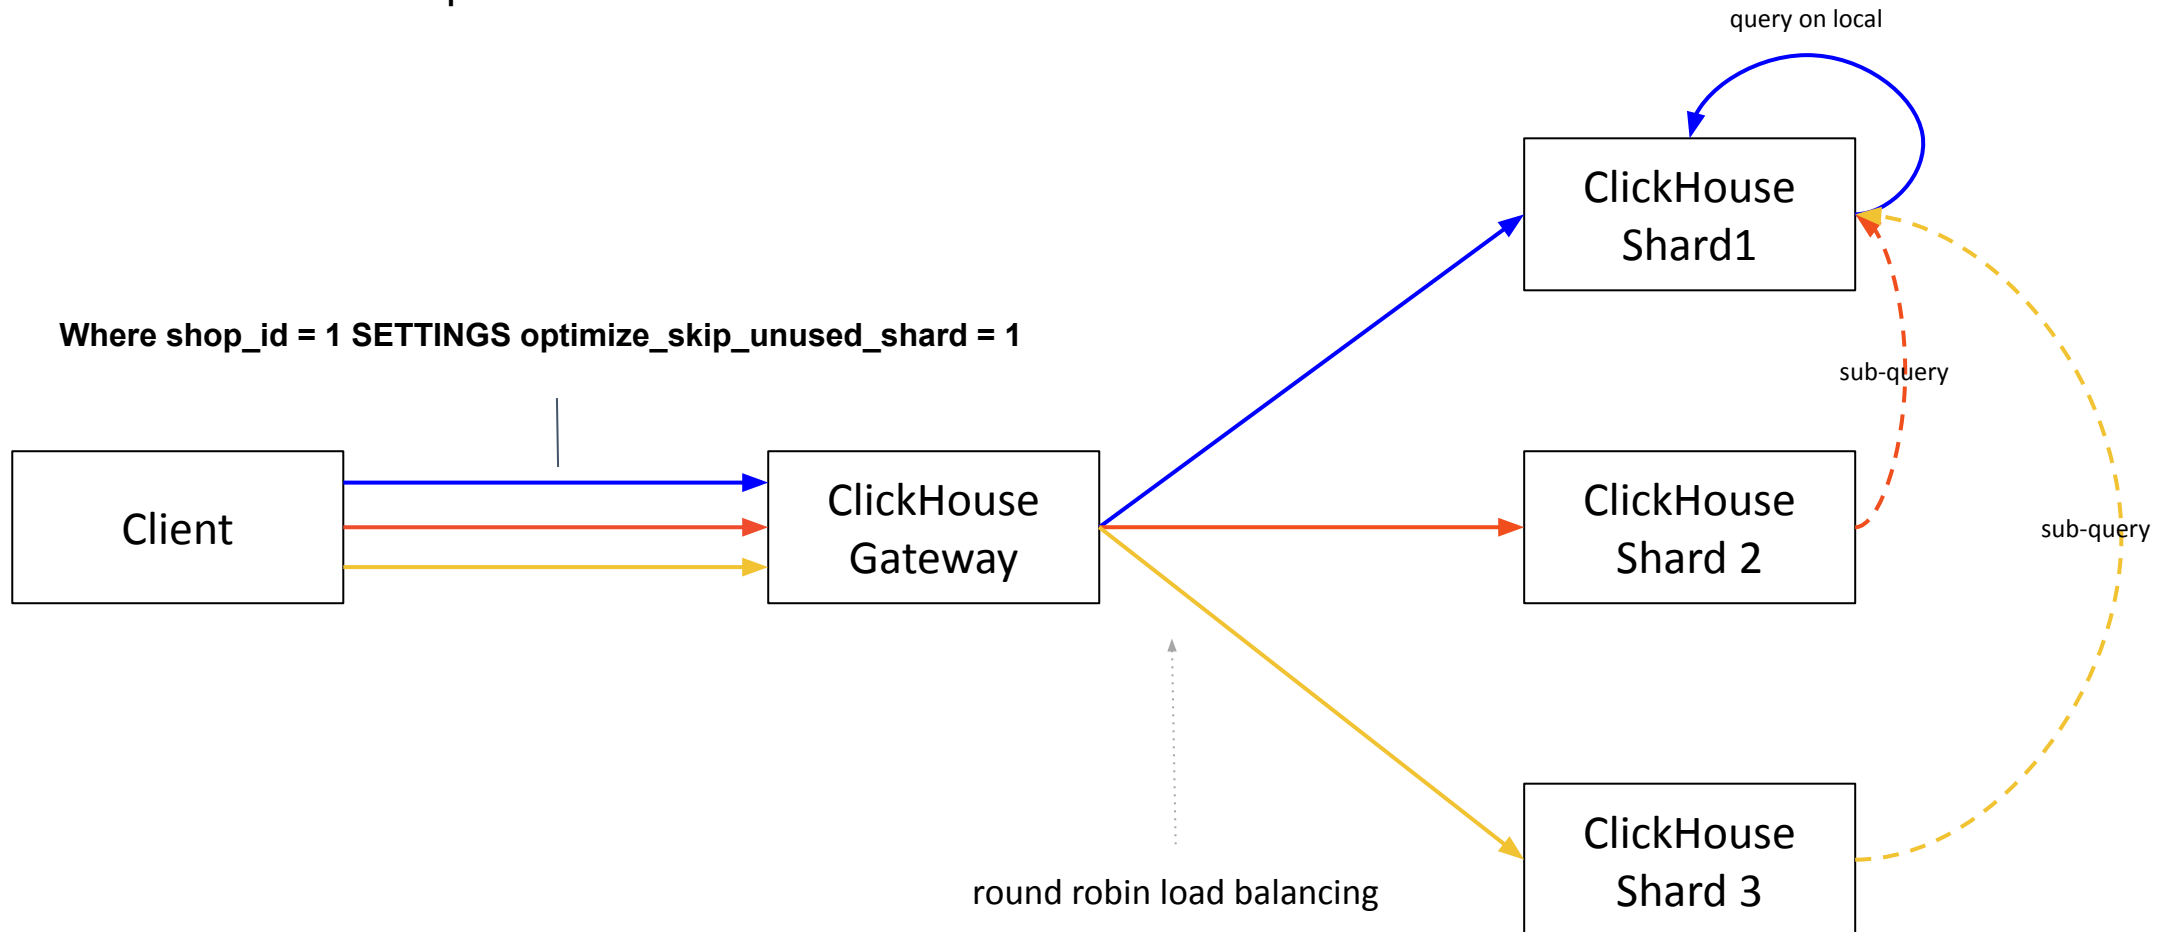 query on local
ClickHouse
Shard1
Where shop_id = 1 SETTINGS optimize_skip_unused_shard = 1
sub-query
Client
ClickHouse
Gateway
ClickHouse
Shard 2
sub-query
round robin load balancing
ClickHouse
Shard 3